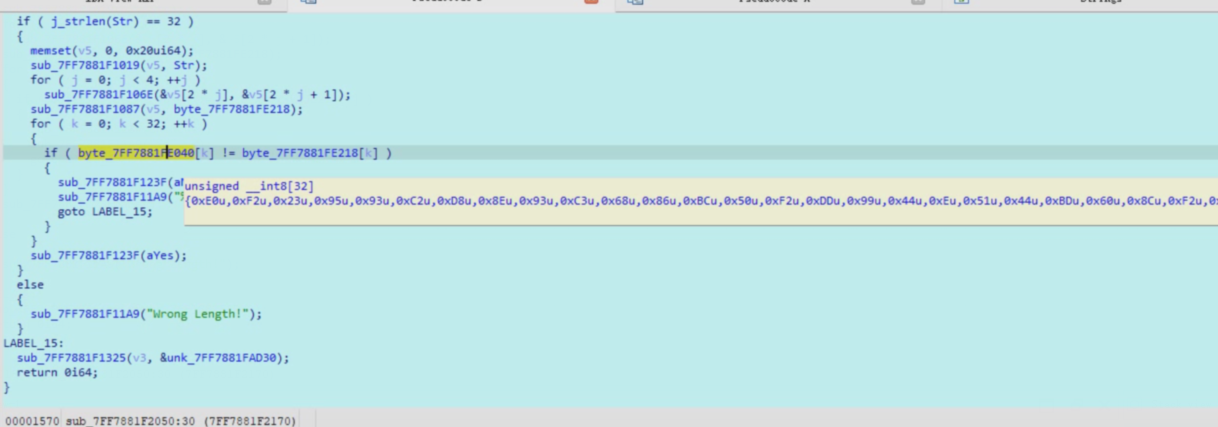 if ( j_strlen(Str) == 32 )
{
memset(v5, 0, 0x20ui64);
sub_7FF7881F1019(v5, Str);
for ( j = 0; j < 4; ++j )
sub_7FF7881F106E(&v5[2 * j], &v5[2 * j + 1]);
sub_7FF7881F1087(v5, byte_7FF7881FE218);
for ( k = 0; k < 32; ++k )
{
if ( byte_7FF7881FE040[k] != byte_7FF7881FE218[k] )
{
sub_7FF7881F123F(a
unsigned __int8[32]
sub_7FF7881F11A9("
{0xE0u,0xF2u,0x23u,0x95u,0x93u,0xC2u,0xD8u,0x8Eu,0x93u,0xC3u,0x68u,0x86u,0xBCu,0x50u,0xF2u,0xDDu,0x99u,0x44u,0xEu,0x51u,0x44u,0xBDu,0x60u,0x8Cu,0xF2u,
goto LABEL_15;
}
}
sub_7FF7881F123F(aYes);
}
else
{
sub_7FF7881F11A9("Wrong Length!");
}
LABEL_15:
sub_7FF7881F1325(v3, &unk_7FF7881FAD30);
return 0i64;
}
00001570 sub_7FF7881F2050:30 (7FF7881F2170)